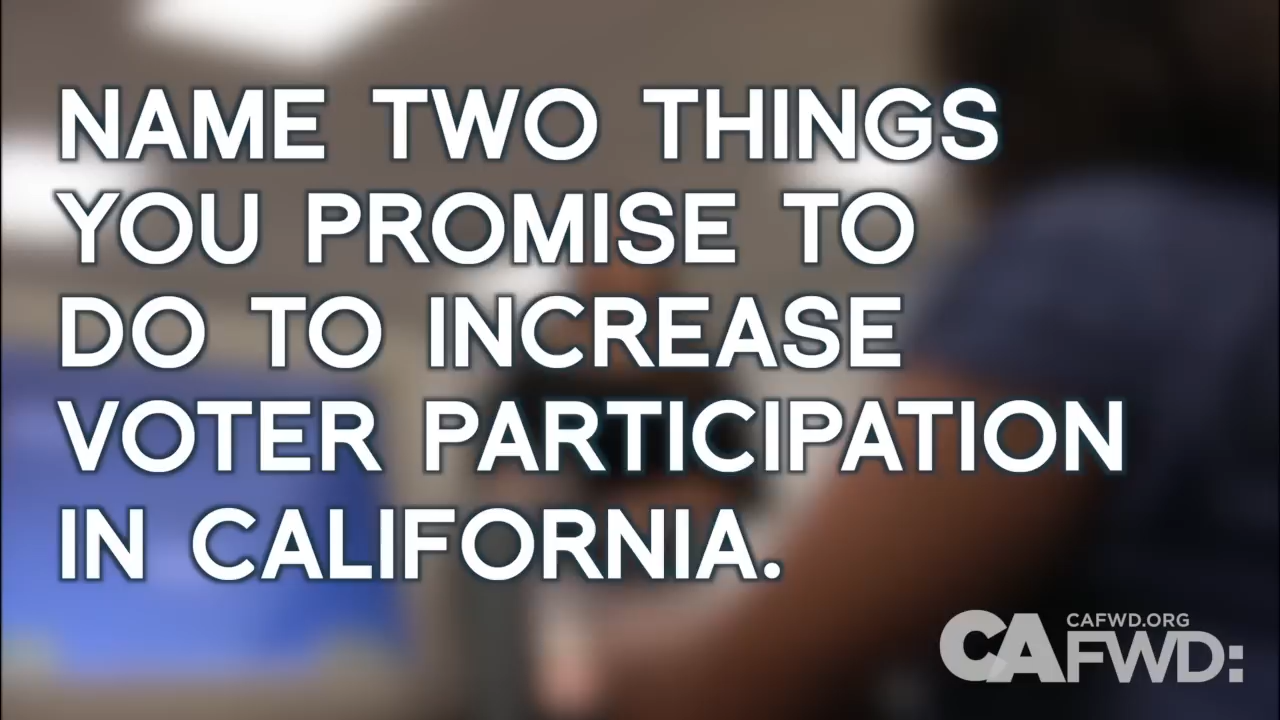 NAME TWO THINGS
YOU PROMISE TO
DO TO INCREASE
VOTER PARTICIPATION
IN CALIFORNIA.
CAFWD.ORG
CAFWD: